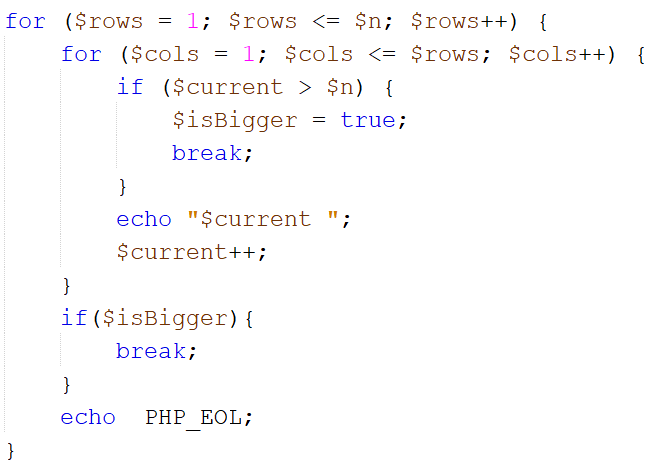 for ($rows = 1; $rows <= $n; $rows++) {
    for ($cols = 1; $cols <= $rows; $cols++) {
        if ($current > $n) {
            $isBigger = true;
            break;
        }
        echo "$current ";
        $current++;
    }
    if($isBigger){
        break;
    }
    echo  PHP_EOL;
}